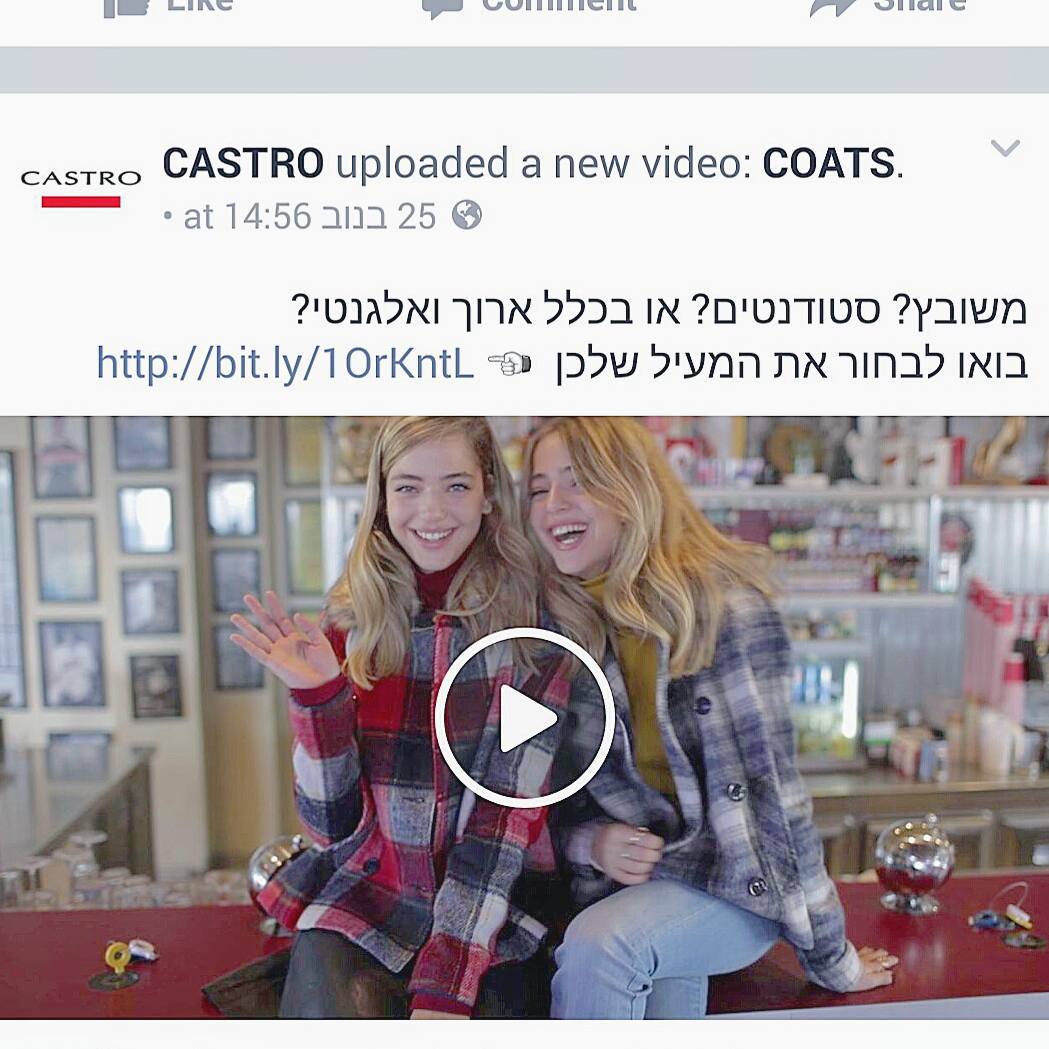 Like Comment Share
CASTRO
CASTRO uploaded a new video: COATS.
• at 14:56 25 בנוב
משובץ? סטודנטים? או בכלל ארוך ואלגנטי?
בואו לבחור את המעיל שלכן http://bit.ly/1OrKntL